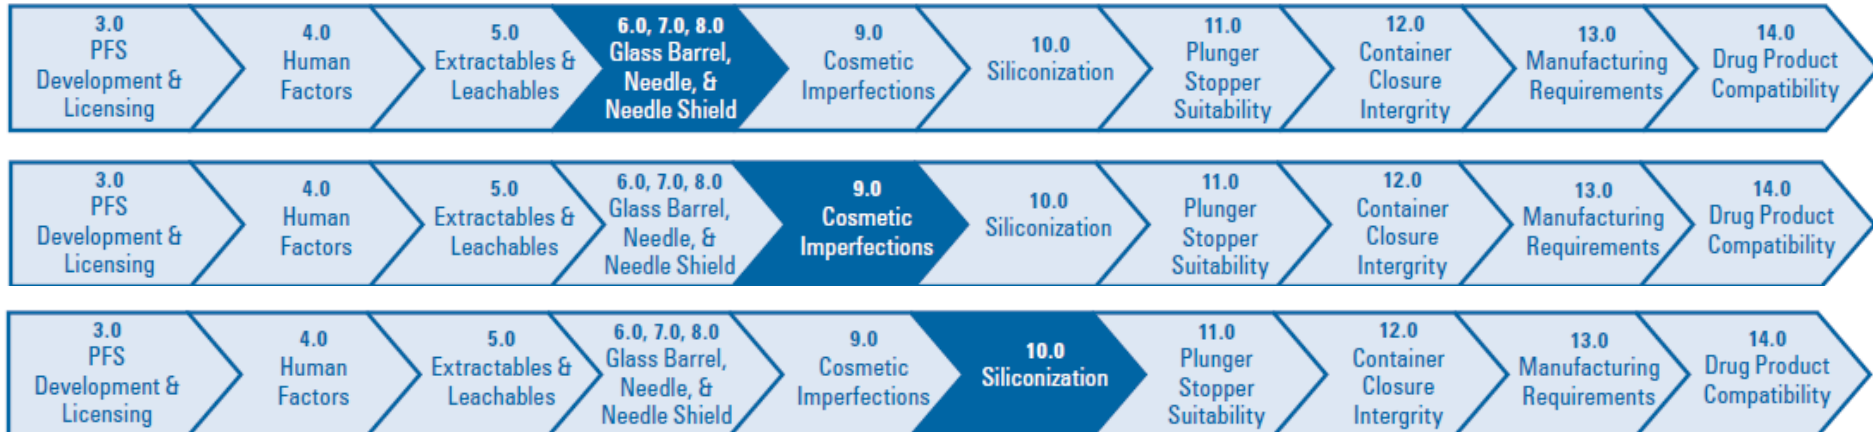 3.0
PFS
Development &
Licensing
4.0
Human
Factors
5.0
Extractables &
Leachables
6.0, 7.0, 8.0
Glass Barrel,
Needle, &
Needle Shield
9.0
Cosmetic
Imperfections
10.0
Siliconization
11.0
Plunger
Stopper
Suitability
12.0
Container
Closure
Intergrity
13.0
Manufacturing
Requirements
14.0
Drug Product
Compatibility
3.0
PFS
Development &
Licensing
4.0
Human
Factors
5.0
Extractables &
Leachables
6.0, 7.0, 8.0
Glass Barrel,
Needle, &
Needle Shield
9.0
Cosmetic
Imperfections
10.0
Siliconization
11.0
Plunger
Stopper
Suitability
12.0
Container
Closure
Intergrity
13.0
Manufacturing
Requirements
14.0
Drug Product
Compatibility
3.0
PFS
Development &
Licensing
4.0
Human
Factors
5.0
Extractables &
Leachables
6.0, 7.0, 8.0
Glass Barrel,
Needle, &
Needle Shield
9.0
Cosmetic
Imperfections
10.0
Siliconization
11.0
Plunger
Stopper
Suitability
12.0
Container
Closure
Intergrity
13.0
Manufacturing
Requirements
14.0
Drug Product
Compatibility